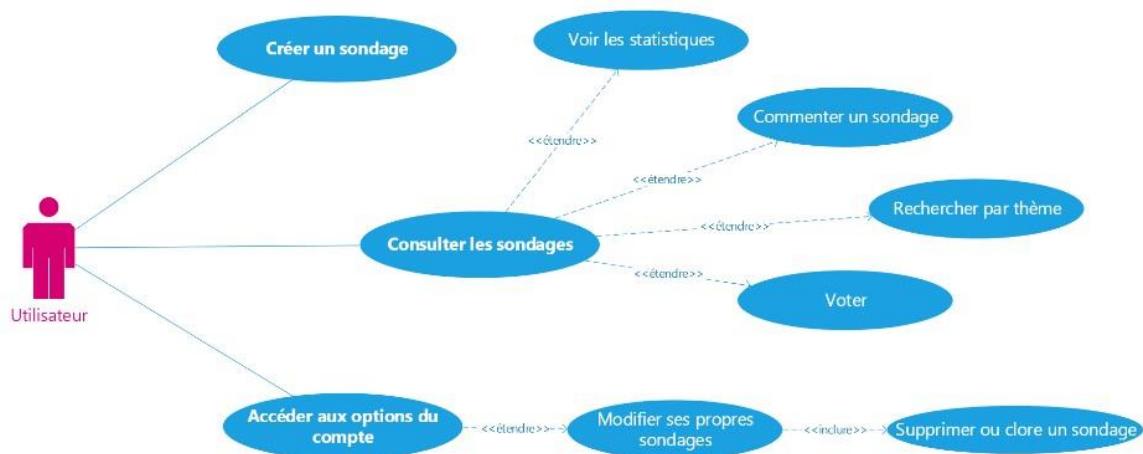 Créer un sondage
Voir les statistiques
<<étendre>>
Commenter un sondage
<<étendre>>
Rechercher par thème
<<étendre>>
Consulter les sondages
<<étendre>>
Voter
Utilisateur
Accéder aux options du
compte
<<étendre>>
Modifier ses propres
sondages
<<inclure>>
Supprimer ou clore un sondage